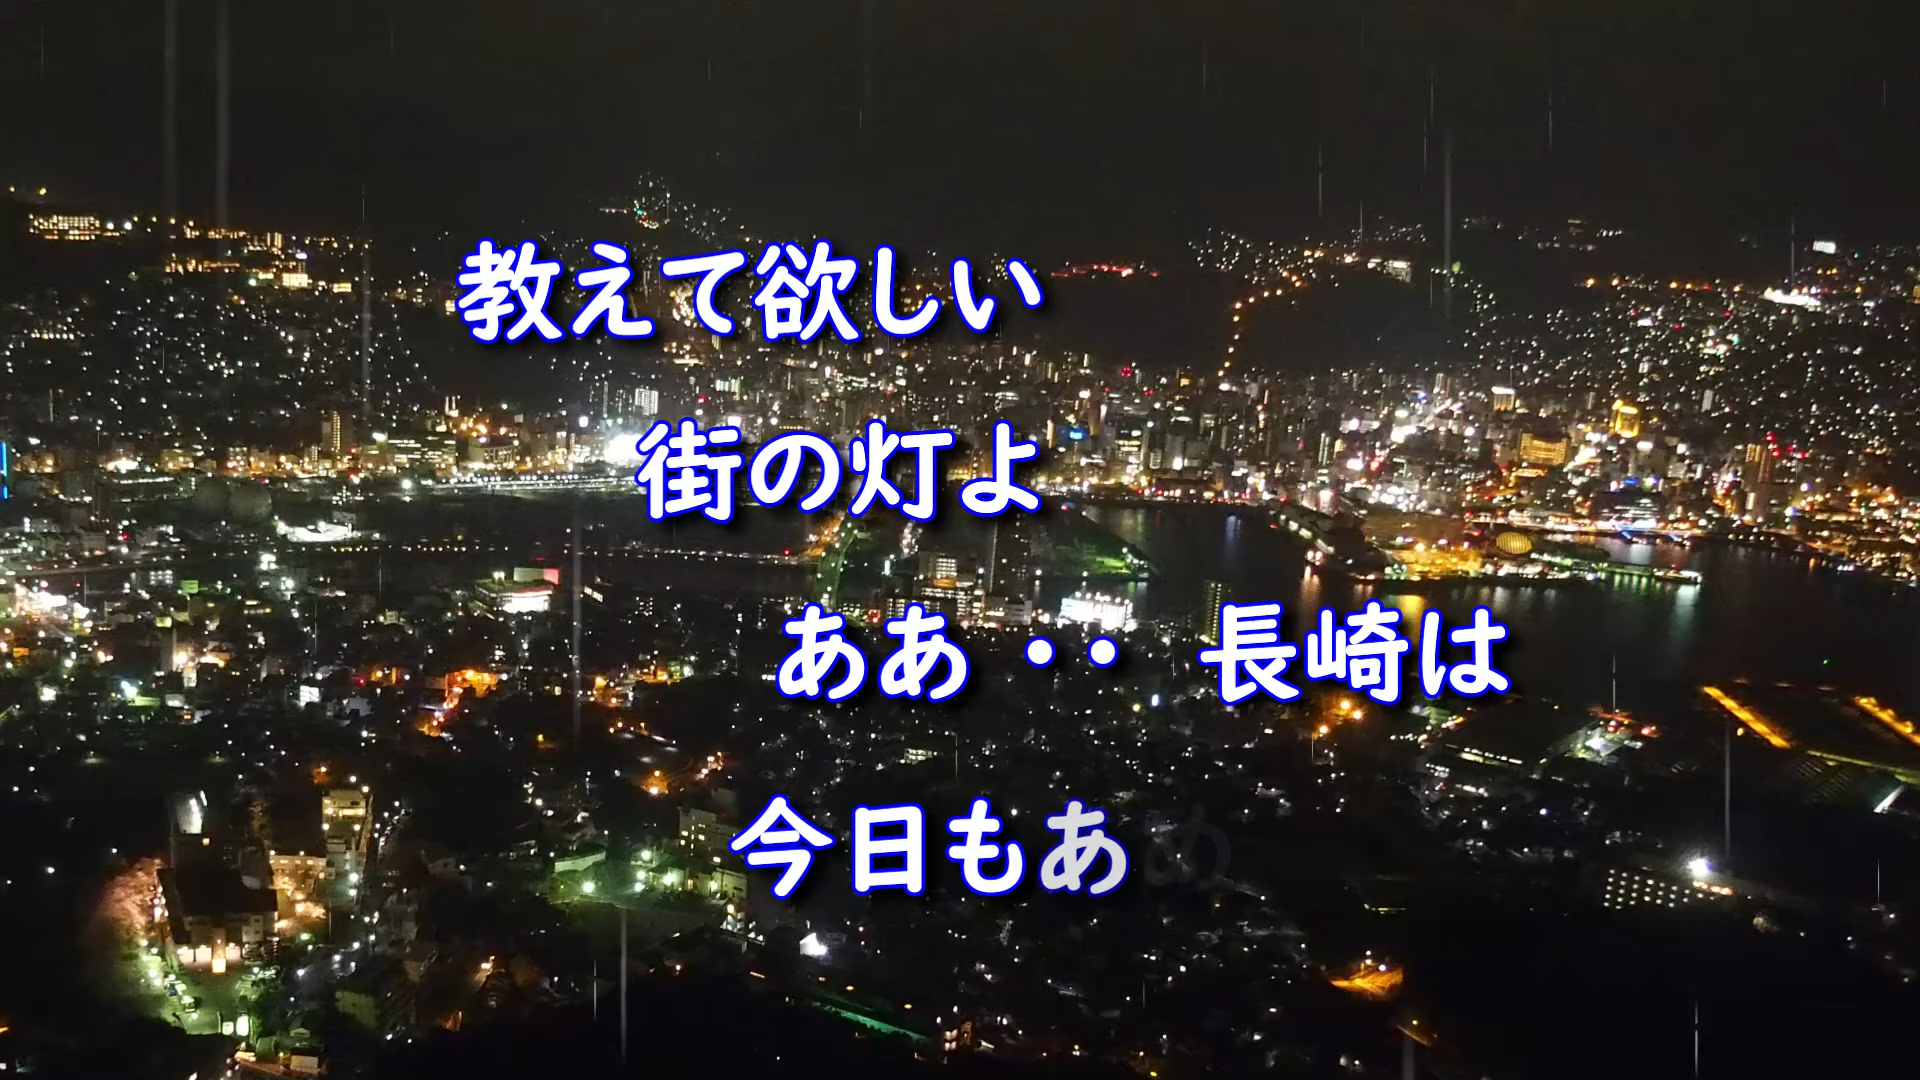 教えて欲しい
街の灯よ
ああ ・・ 長崎は
今日もあめ